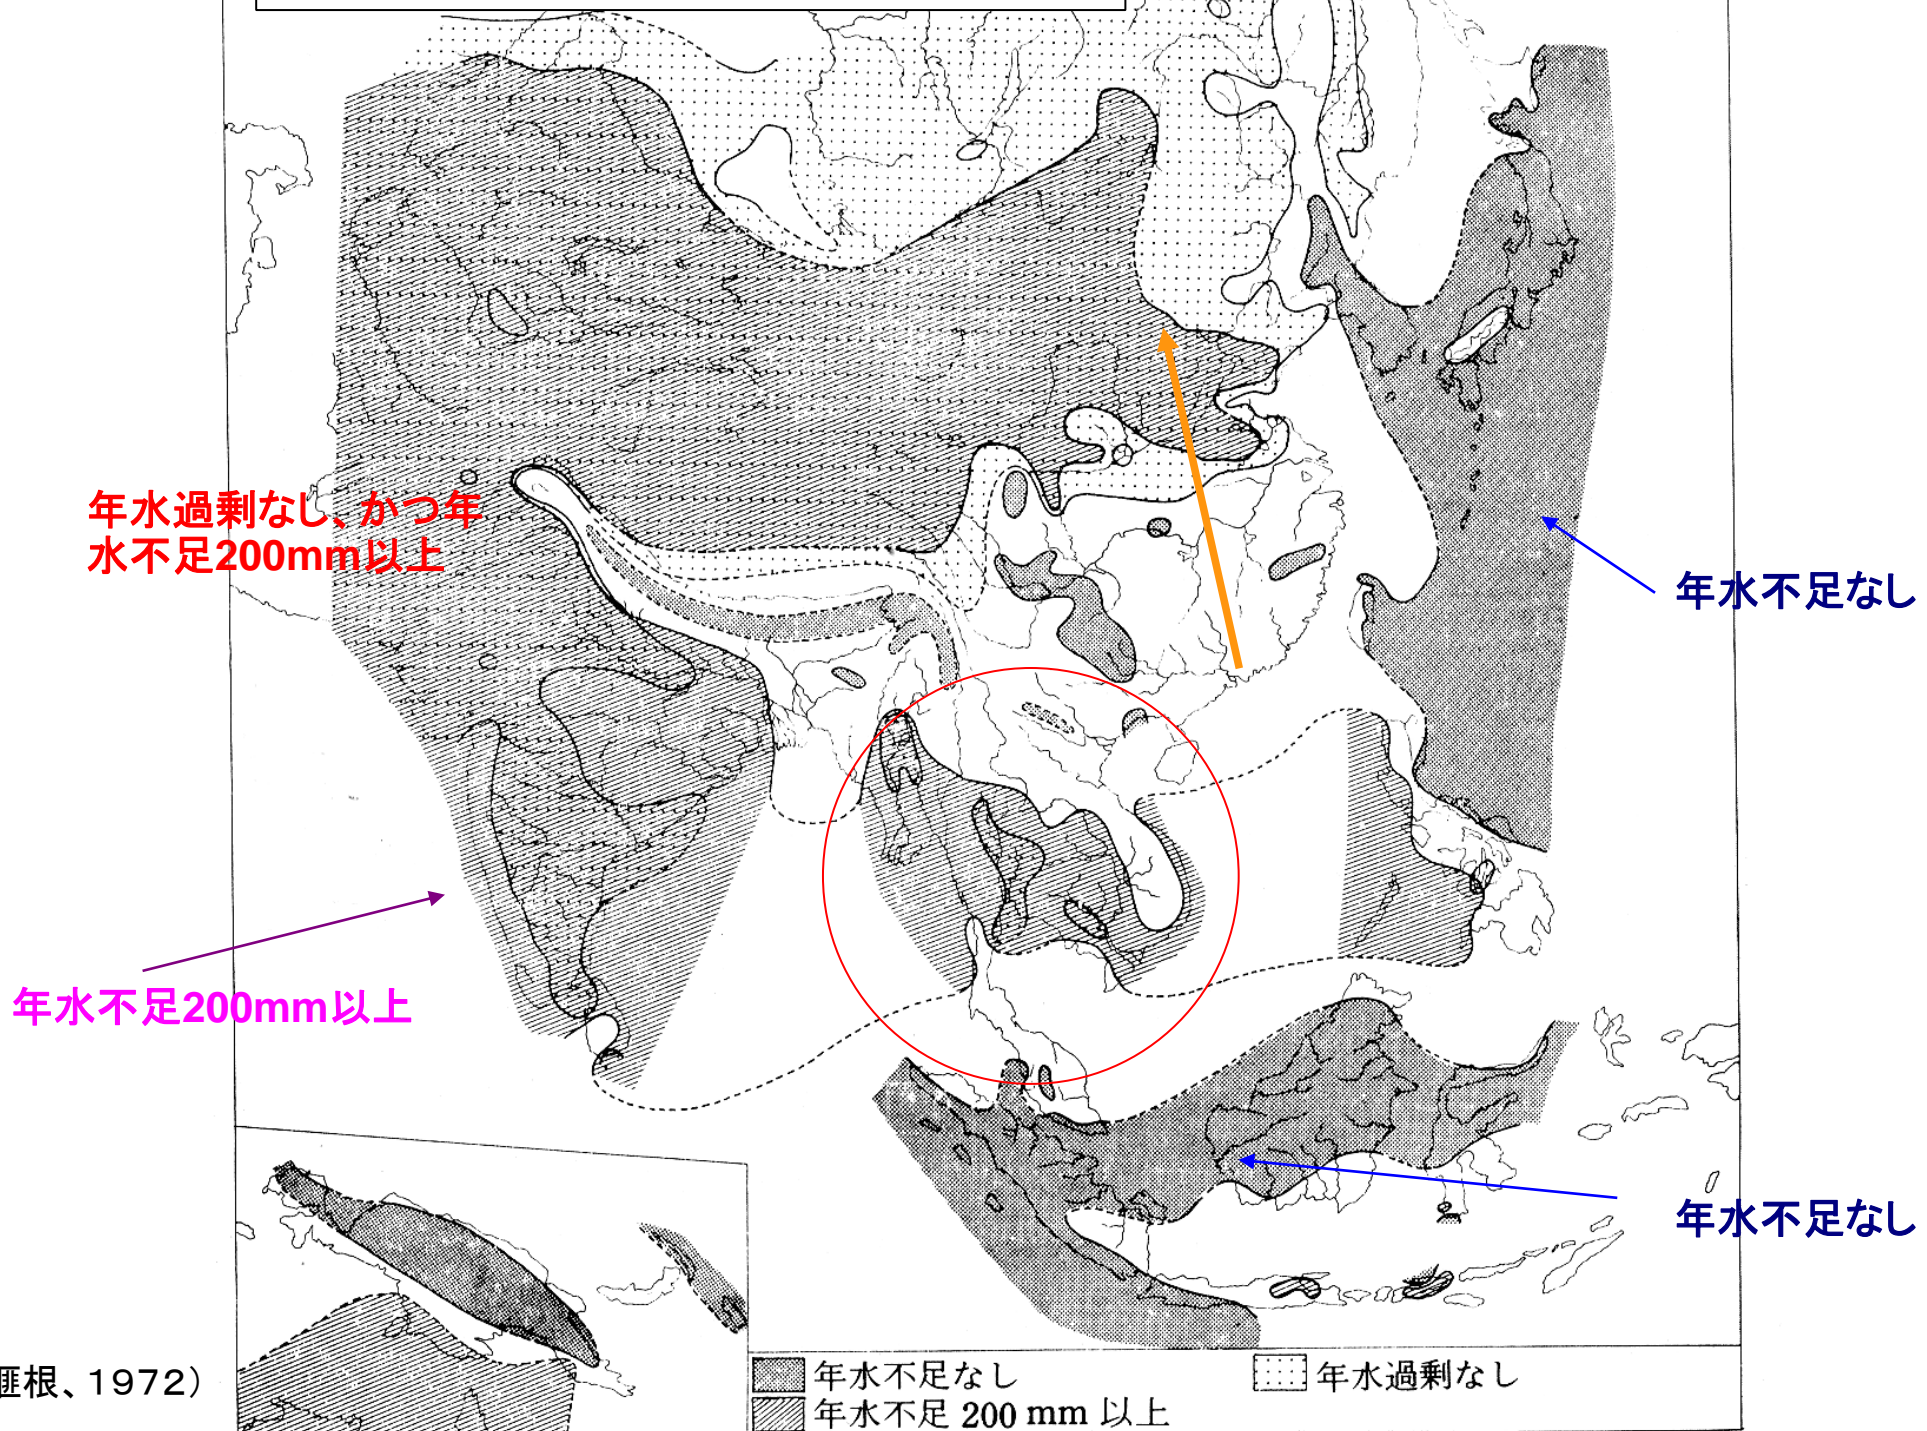 年水過剰なし、かつ年
水不足200mm以上
年水不足なし
年水不足200mm以上
年水不足なし
根、1972）
年水不足なし
年水過剰なし
年水不足 200 mm 以上